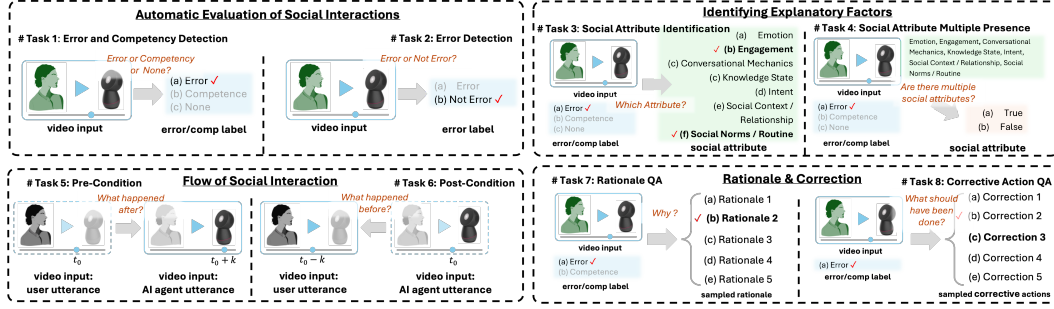 Automatic Evaluation of Social Interactions
# Task 1: Error and Competency Detection
Error or Competency
or None?
(a) Error ✓
(b) Competence
(c) None
video input
error/comp label
# Task 2: Error Detection
Error or Not Error?
(a) Error
(b) Not Error ✓
video input
error label
Identifying Explanatory Factors
# Task 3: Social Attribute Identification
(a) Emotion
✓ (b) Engagement
(c) Conversational Mechanics
(c) Knowledge State
(d) Intent
(e) Social Context /
Relationship
✓ (f) Social Norms / Routine
social attribute
Which Attribute?
video input
(a) Error ✓
(b) Competence
(c) None
error/comp label
# Task 4: Social Attribute Multiple Presence
Emotion, Engagement, Conversational
Mechanics, Knowledge State, Intent,
Social Context / Relationship, Social
Norms / Routine
Are there multiple
social attributes?
video input
(a) Error ✓
(b) Competence
(c) None
error/comp label
(a) True
(b) False
social attribute
Flow of Social Interaction
# Task 5: Pre-Condition
What happened
after?
t₀
t₀ + k
video input:
user utterance
video input:
AI agent utterance
# Task 6: Post-Condition
What happened
before?
t₀ − k
t₀
video input:
user utterance
video input:
AI agent utterance
Rationale & Correction
# Task 7: Rationale QA
Why ?
(a) Rationale 1
✓ (b) Rationale 2
(c) Rationale 3
(d) Rationale 4
(e) Rationale 5
sampled rationale
video input
(a) Error ✓
(b) Competence
error/comp label
# Task 8: Corrective Action QA
What should
have been
done?
(a) Correction 1
✓ (b) Correction 2
(c) Correction 3
(d) Correction 4
(e) Correction 5
sampled corrective actions
video input
(a) Error ✓
error/comp label